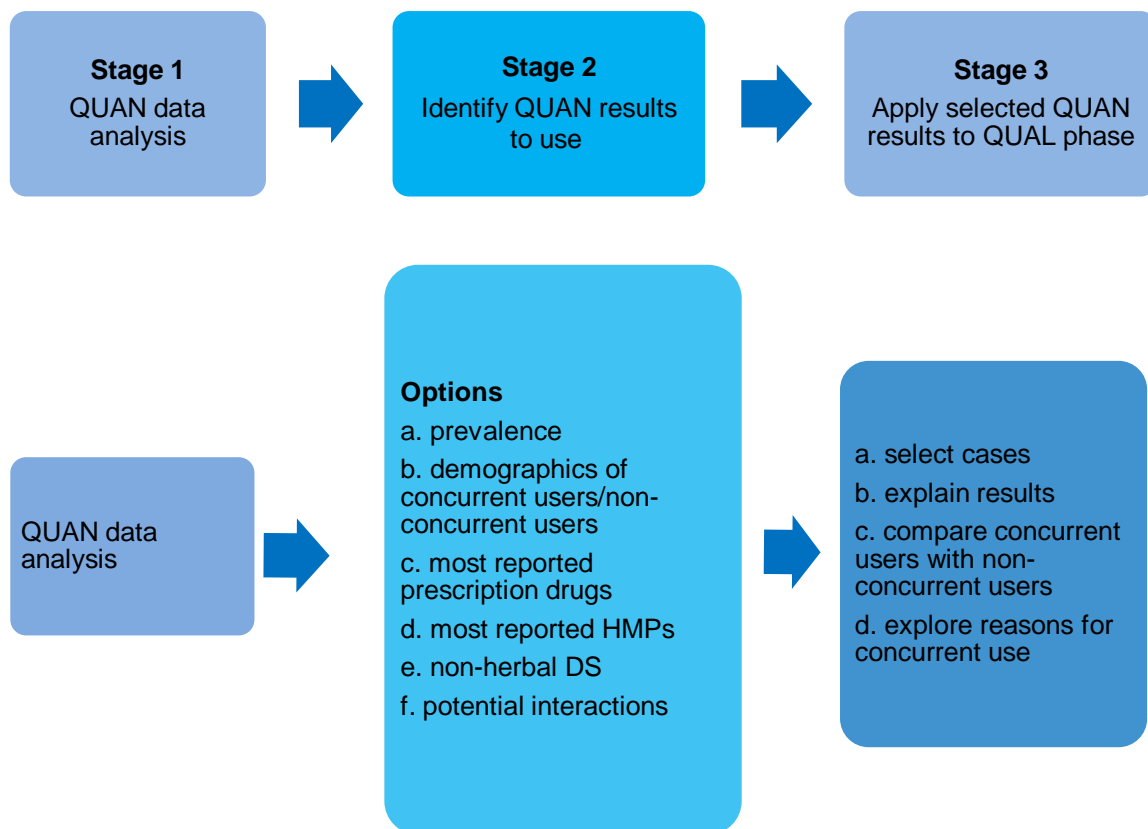 Stage 1
QUAN data
analysis
Stage 2
Identify QUAN results
to use
Stage 3
Apply selected QUAN
results to QUAL phase
QUAN data
analysis
Options
a. prevalence
b. demographics of
concurrent users/non-
concurrent users
c. most reported
prescription drugs
d. most reported HMPs
e. non-herbal DS
f. potential interactions
a. select cases
b. explain results
c. compare concurrent
users with non-
concurrent users
d. explore reasons for
concurrent use